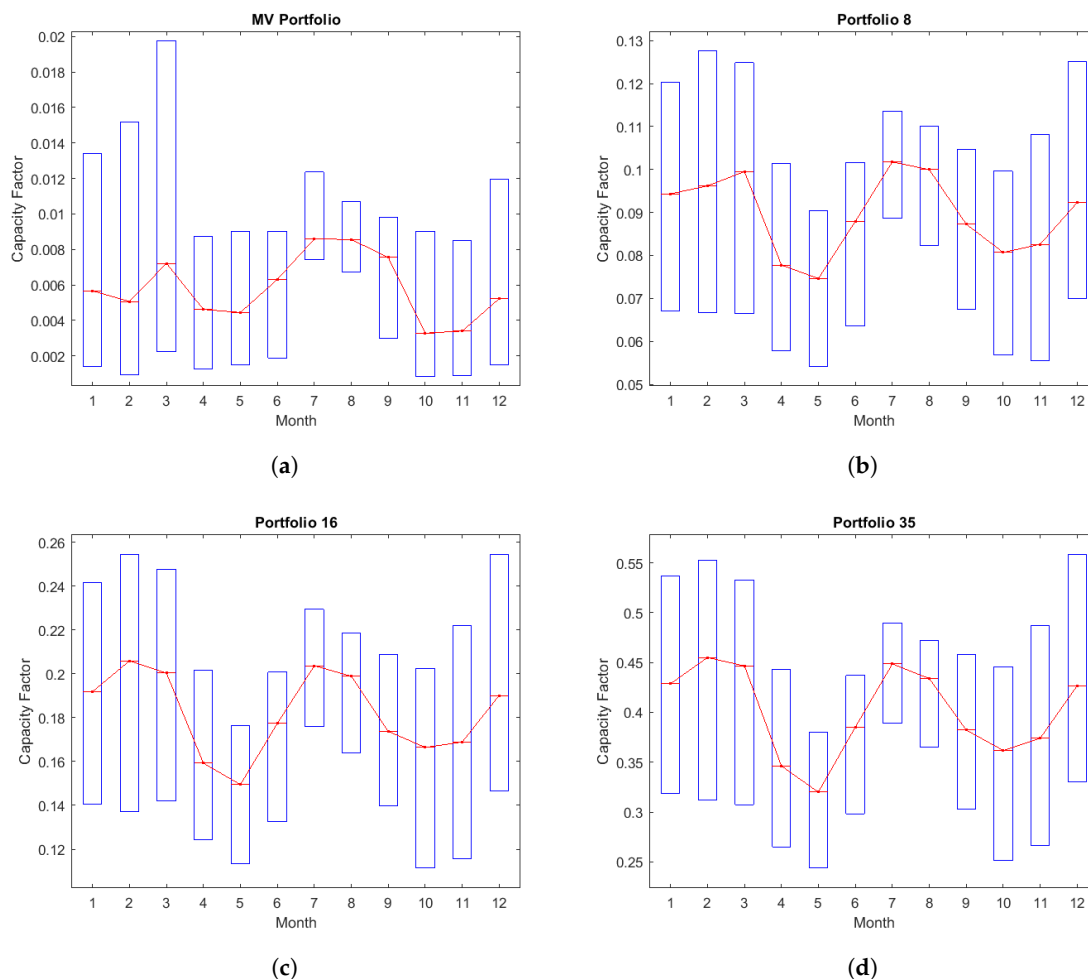 MV Portfolio
0.02
0.018
0.016
0.014
0.012
0.01
0.008
0.006
0.004
0.002
Capacity Factor
1 2 3 4 5 6 7 8 9 10 11 12
Month
(a)
Portfolio 8
0.13
0.12
0.11
0.1
0.09
0.08
0.07
0.06
0.05
Capacity Factor
1 2 3 4 5 6 7 8 9 10 11 12
Month
(b)
Portfolio 16
0.26
0.24
0.22
0.2
0.18
0.16
0.14
0.12
Capacity Factor
1 2 3 4 5 6 7 8 9 10 11 12
Month
(c)
Portfolio 35
0.55
0.5
0.45
0.4
0.35
0.3
0.25
Capacity Factor
1 2 3 4 5 6 7 8 9 10 11 12
Month
(d)